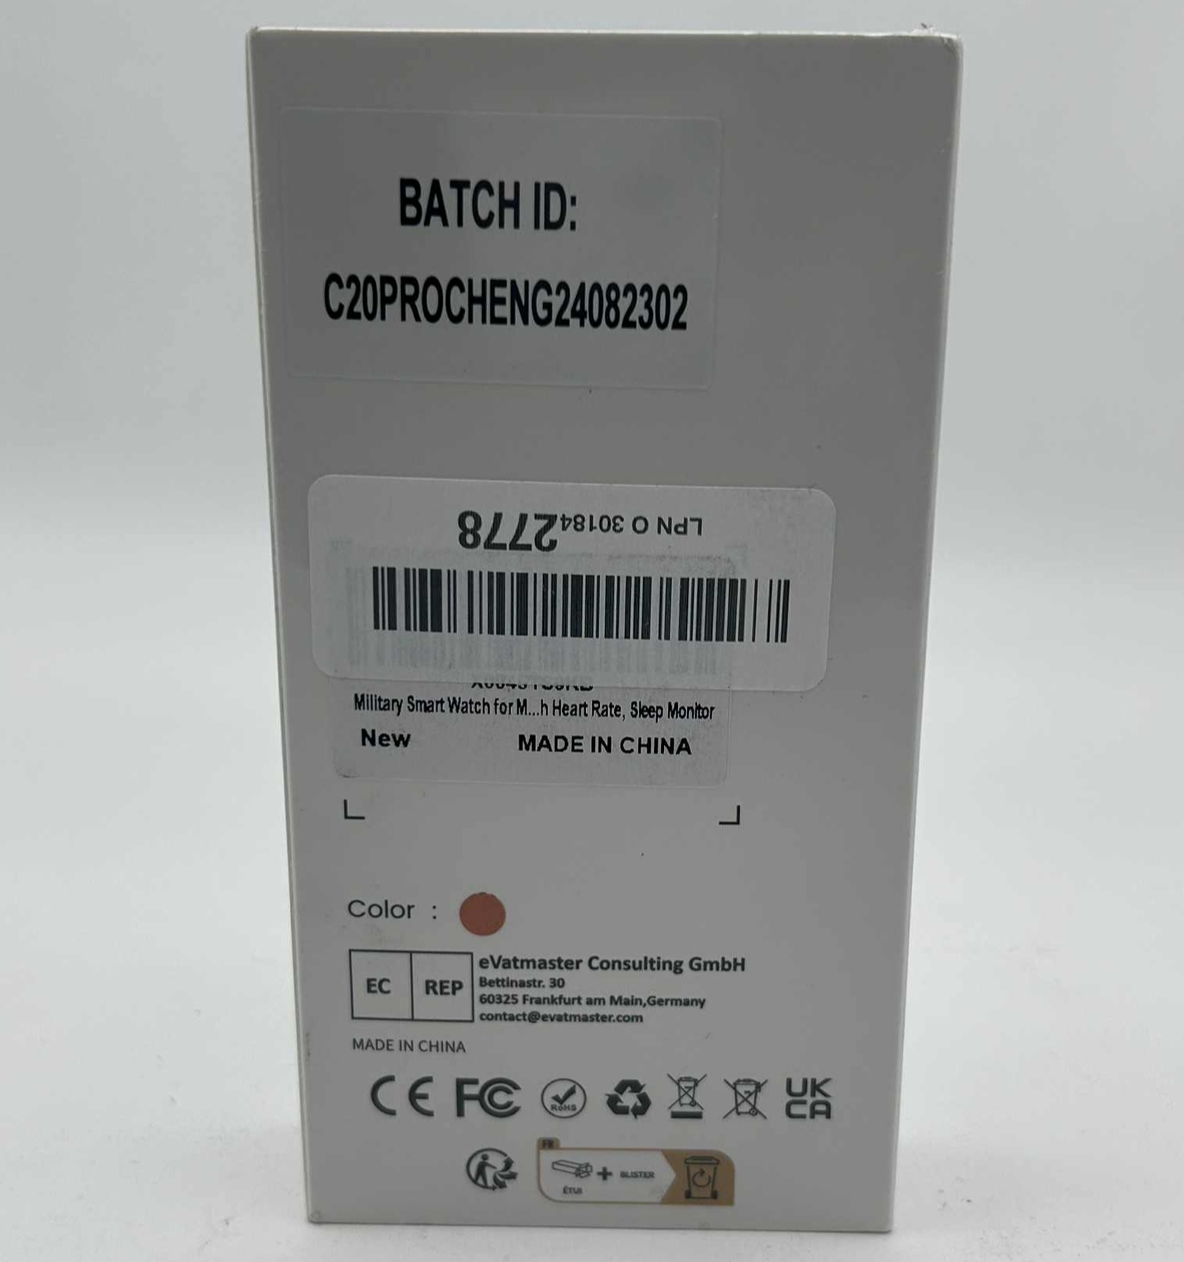 BATCH ID:
C20PROCHENG24082302
LPN O 301842778
Military Smart Watch for M...h Heart Rate, Sleep Monitor
New MADE IN CHINA
Color :
EC REP
eVatmaster Consulting GmbH
Bettinastr. 30
60325 Frankfurt am Main,Germany
contact@evatmaster.com
MADE IN CHINA
CE FC RoHS UK CA
FR
ÉTUI + BLISTER